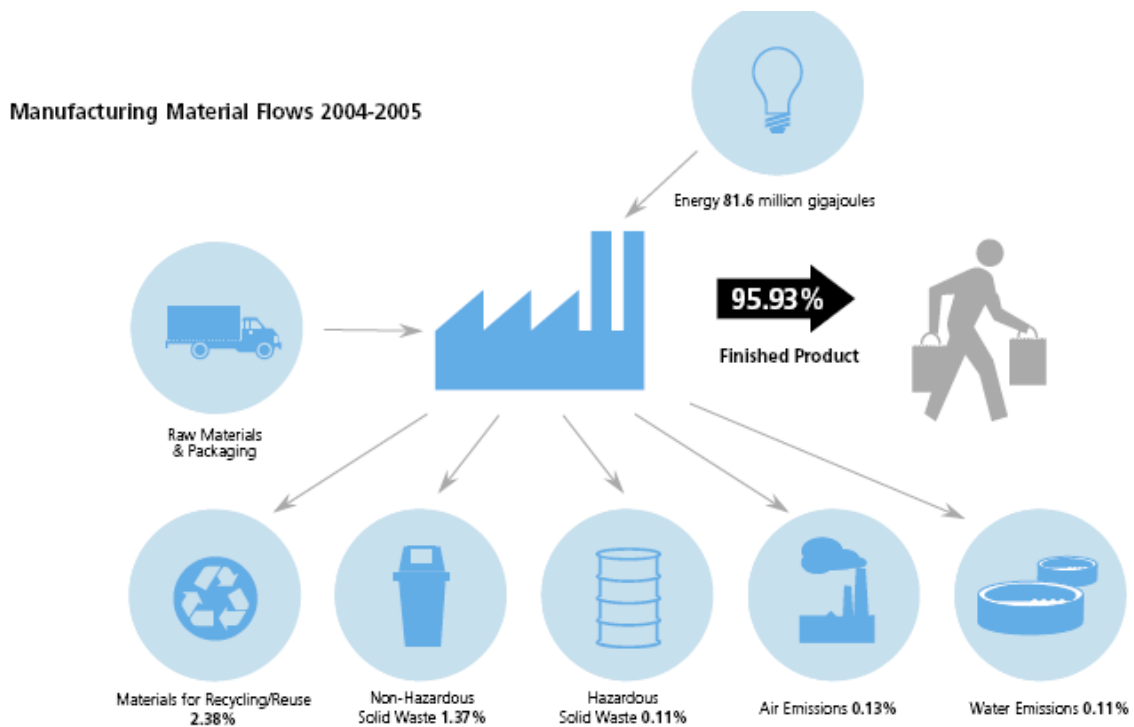 Manufacturing Material Flows 2004-2005
Energy 81.6 million gigajoules
95.93%
Finished Product
Raw Materials
& Packaging
Materials for Recycling/Reuse
2.38%
Non-Hazardous
Solid Waste 1.37%
Hazardous
Solid Waste 0.11%
Air Emissions 0.13%
Water Emissions 0.11%